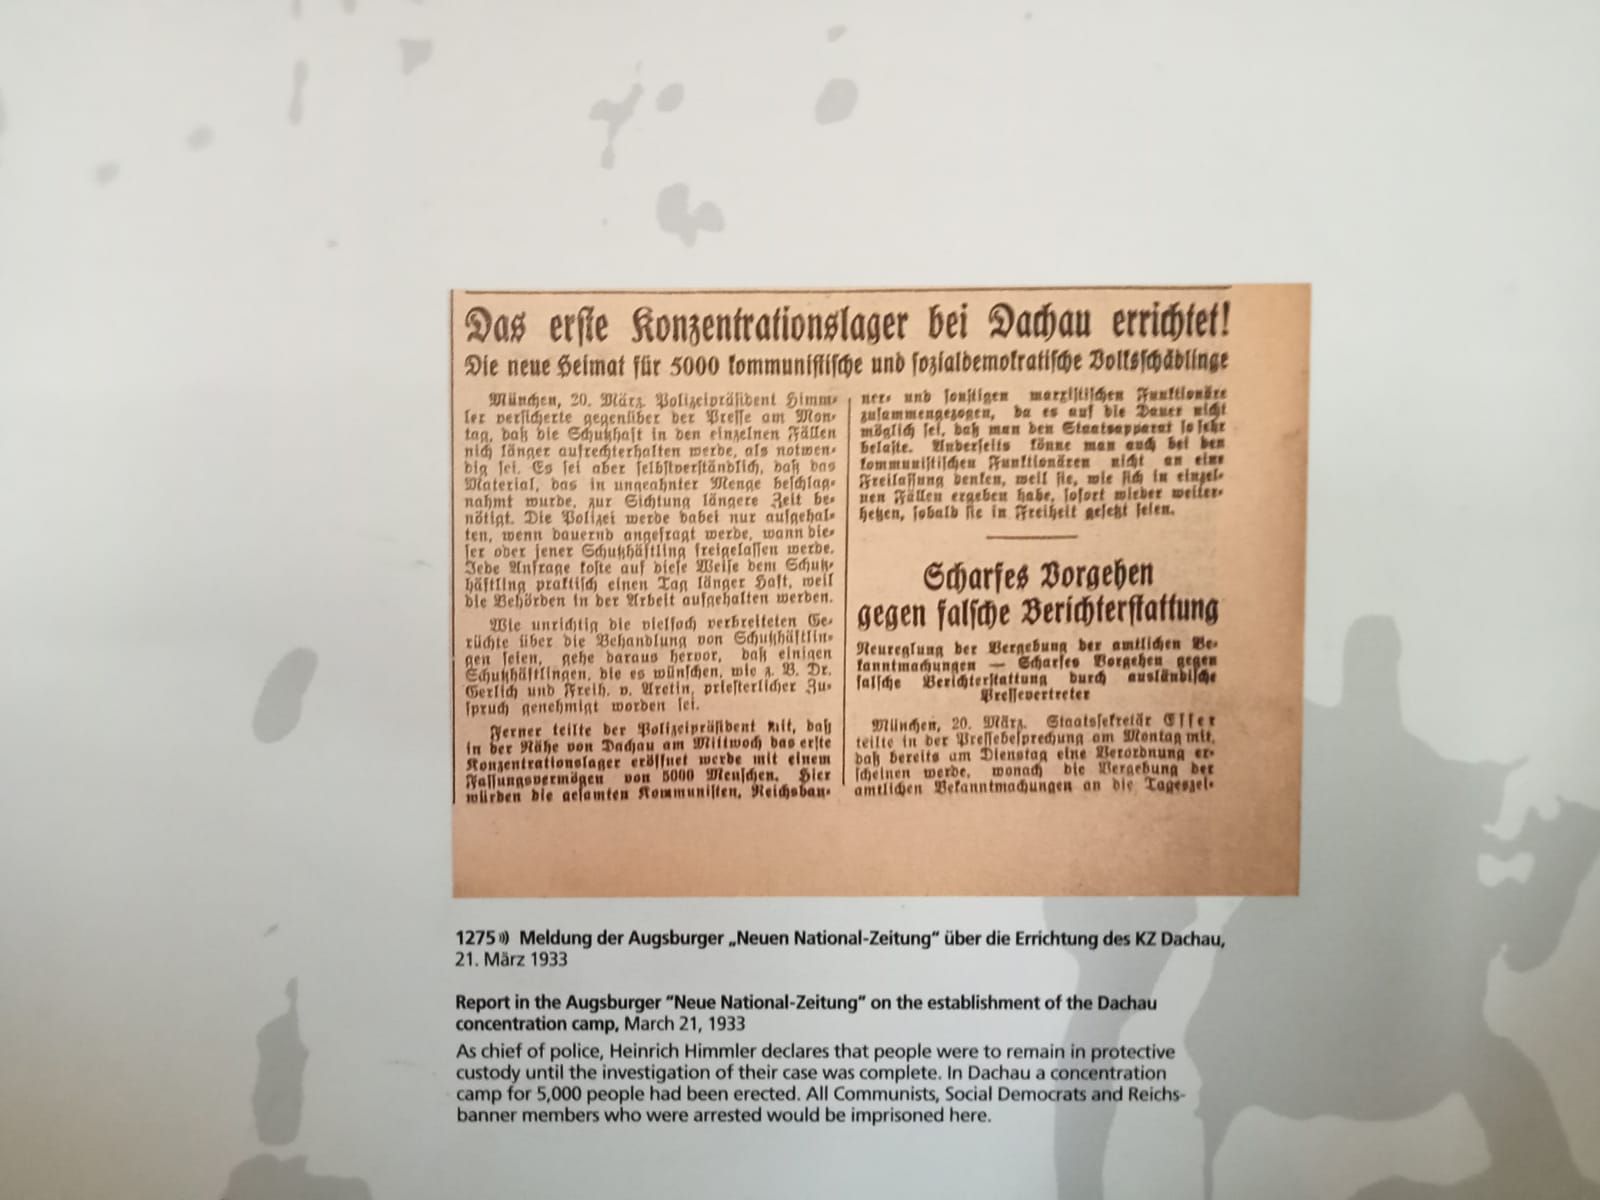 Das erste Konzentrationslager bei Dachau errichtet!
Die neue Heimat für 5000 kommunistische und sozialdemokratische Volksschädlinge
München, 20. März. Polizeipräsident Himm-
ler versicherte gegenüber der Presse am Mon-
tag, daß die Schutzhaft in den einzelnen Fällen
nich länger aufrechterhalten werde, als notwen-
dig sei. Es sei aber selbstverständlich, daß das
Material, das in ungeahnter Menge beschlag-
nahmt wurde, zur Sichtung längere Zeit be-
nötigt. Die Polizei werde dabei nur aufgehal-
ten, wenn dauernd angefragt werde, wann die-
ser oder jener Schutzhäftling freigelassen werde.
Jede Anfrage koste auf diese Weise dem Schutz-
häftling praktisch einen Tag länger Haft, weil
die Behörden in der Arbeit aufgehalten werden.
Wie unrichtig die vielfach verbreiteten Ge-
rüchte über die Behandlung von Schutzhäftlin-
gen seien, gehe daraus hervor, daß einigen
Schutzhäftlingen, die es wünschen, wie z. B. Dr.
Gerlich und Freih. v. Aretin, priesterlicher Zu-
spruch genehmigt worden sei.
Ferner teilte der Polizeipräsident mit, daß
in der Nähe von Dachau am Mittwoch das erste
Konzentrationslager eröffnet werde mit einem
Fassungsvermögen von 5000 Menschen. Hier
würden die gesamten Kommunisten, Reichsban-
ner- und sonstigen marxistischen Funktionäre
zusammengezogen, da es auf die Dauer nicht
möglich sei, daß man den Staatsapparat so sehr
belaste. Anderseits könne man auch bei den
kommunistischen Funktionären nicht an eine
Freilassung denken, weil sie, wie sich in einzel-
nen Fällen ergeben habe, sofort wieder weiter-
hetzen, sobald sie in Freiheit gesetzt seien.
Scharfes Vorgehen
gegen falsche Berichterstattung
Neureglung der Vergebung der amtlichen Be-
kanntmachungen — Scharfes Vorgehen gegen
falsche Berichterstattung durch ausländische
Pressevertreter
München, 20. März. Staatssekretär Esser
teilte in der Pressebesprechung am Montag mit,
daß bereits am Dienstag eine Verordnung er-
scheinen werde, wonach die Vergebung der
amtlichen Bekanntmachungen an die Tageszei-
1275 Meldung der Augsburger „Neuen National-Zeitung“ über die Errichtung des KZ Dachau,
21. März 1933
Report in the Augsburger “Neue National-Zeitung” on the establishment of the Dachau
concentration camp, March 21, 1933
As chief of police, Heinrich Himmler declares that people were to remain in protective
custody until the investigation of their case was complete. In Dachau a concentration
camp for 5,000 people had been erected. All Communists, Social Democrats and Reichs-
banner members who were arrested would be imprisoned here.